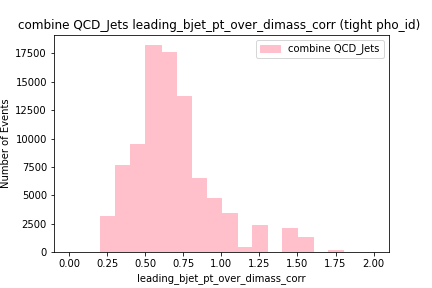 combine QCD_Jets leading_bjet_pt_over_dimass_corr (tight pho_id)
combine QCD_Jets
Number of Events
17500
15000
12500
10000
7500
5000
2500
0
0.00 0.25 0.50 0.75 1.00 1.25 1.50 1.75 2.00
leading_bjet_pt_over_dimass_corr